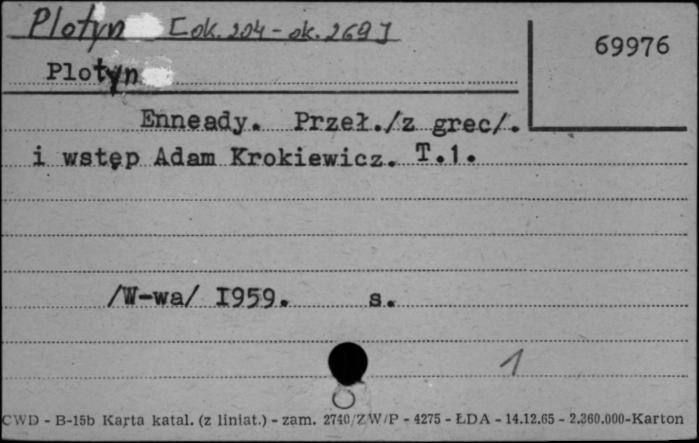 Plotyn [ok. 204 - ok. 269]
69976
Plotyn
Enneady. Przeł./z grec/.
i wstęp Adam Krokiewicz. T.1.
/W-wa/ I959. s.
1
CWD - B-15b Karta katal. (z liniat.) - zam. 2740/ZW/P - 4275 - ŁDA - 14.12.65 - 2.360.000-Karton